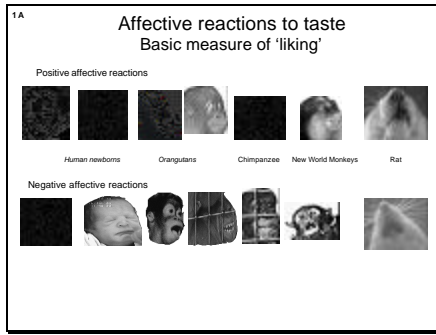 1 A
Affective reactions to taste
Basic measure of ‘liking’
Positive affective reactions
Human newborns Orangutans Chimpanzee New World Monkeys Rat
Negative affective reactions